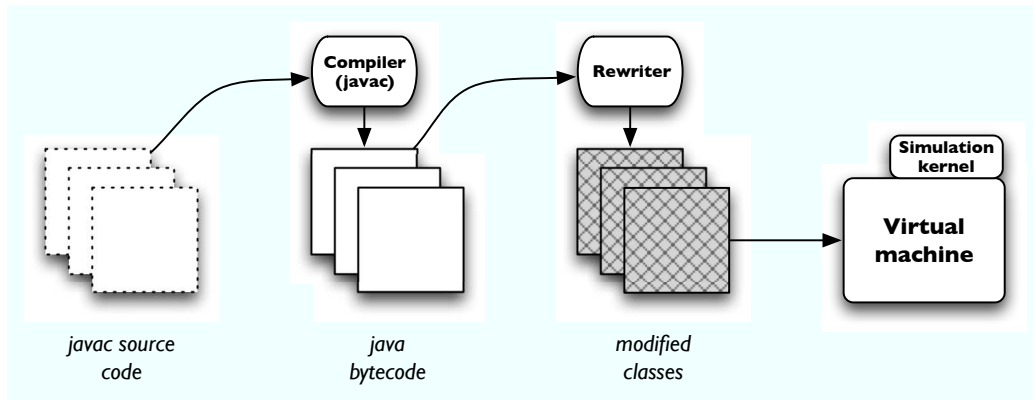 Compiler
(javac)
Rewriter
Simulation
kernel
Virtual
machine
javac source
code
java
bytecode
modified
classes